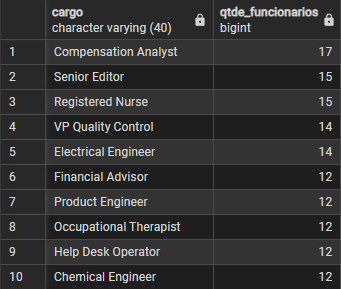 cargo qtde_funcionarios
character varying (40) bigint
1 Compensation Analyst 17
2 Senior Editor 15
3 Registered Nurse 15
4 VP Quality Control 14
5 Electrical Engineer 14
6 Financial Advisor 12
7 Product Engineer 12
8 Occupational Therapist 12
9 Help Desk Operator 12
10 Chemical Engineer 12